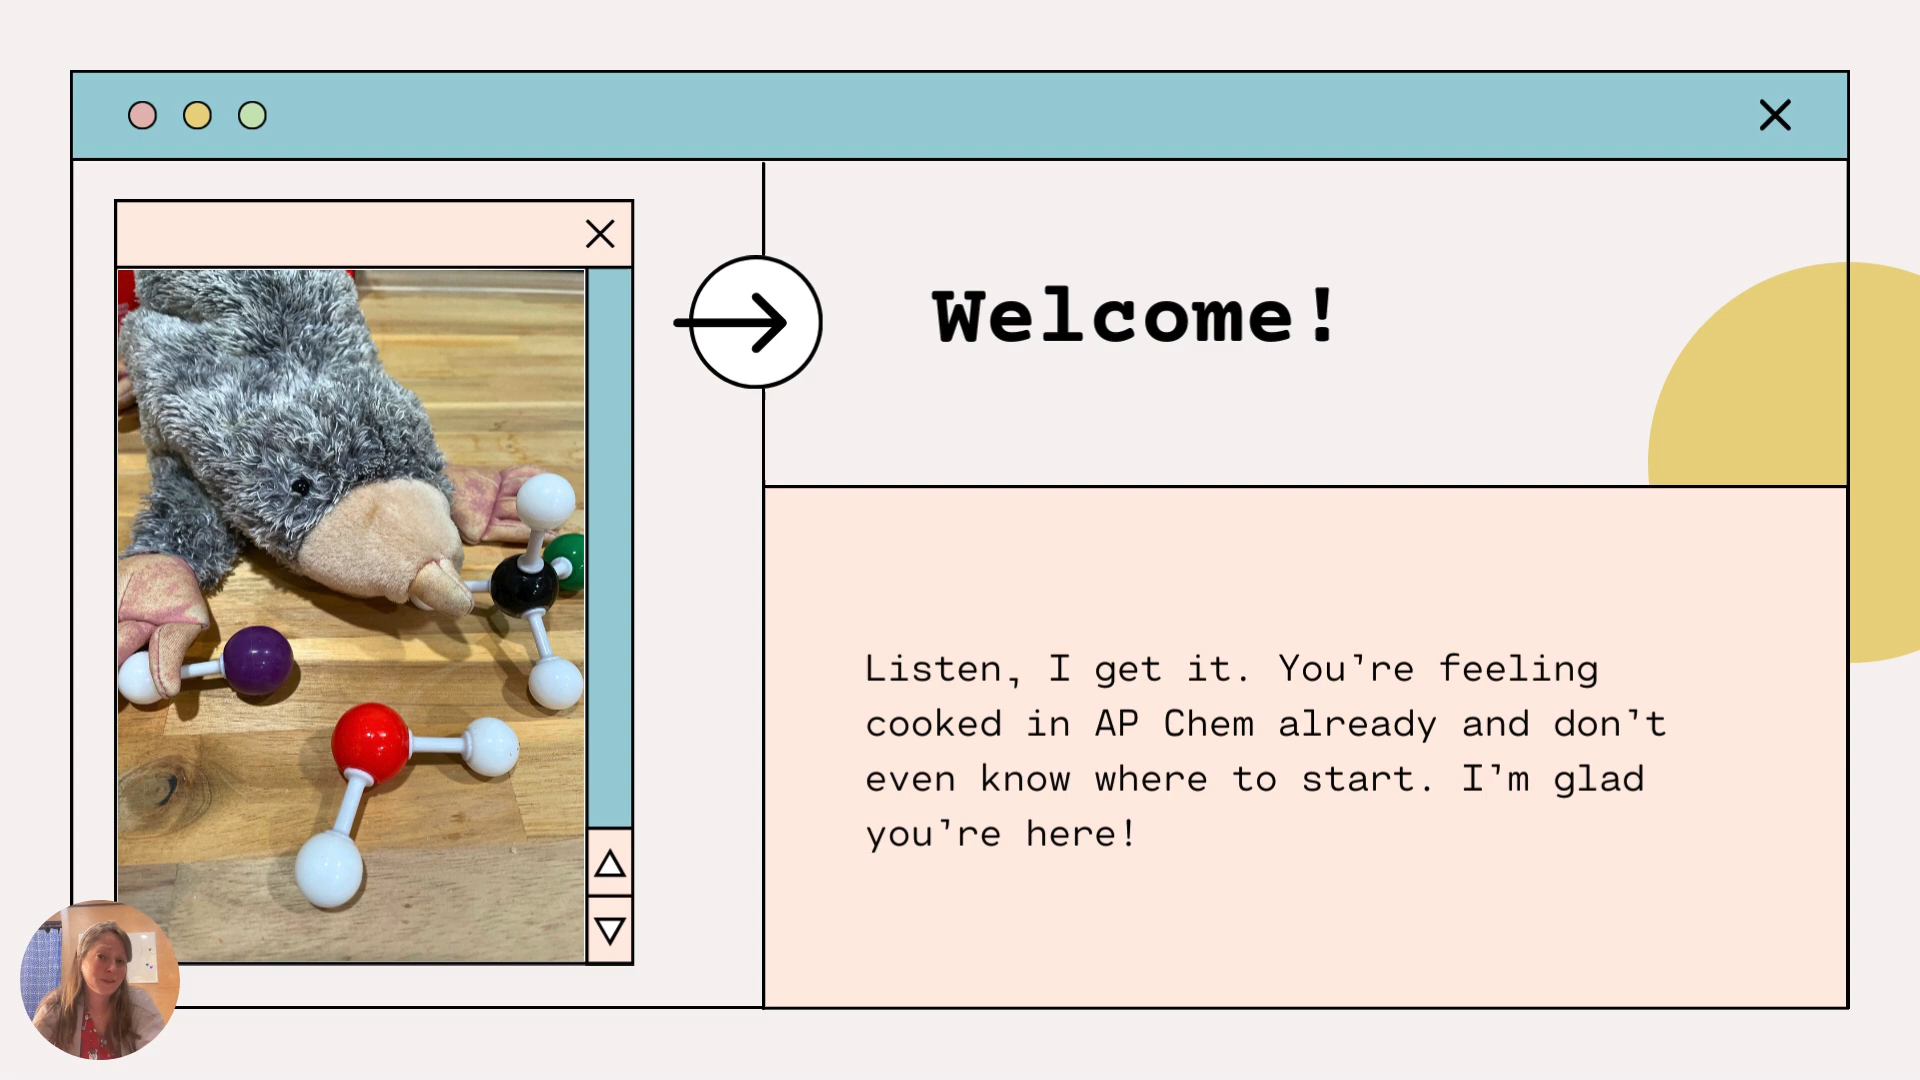 Welcome!
Listen, I get it. You're feeling
cooked in AP Chem already and don't
even know where to start. I'm glad
you're here!